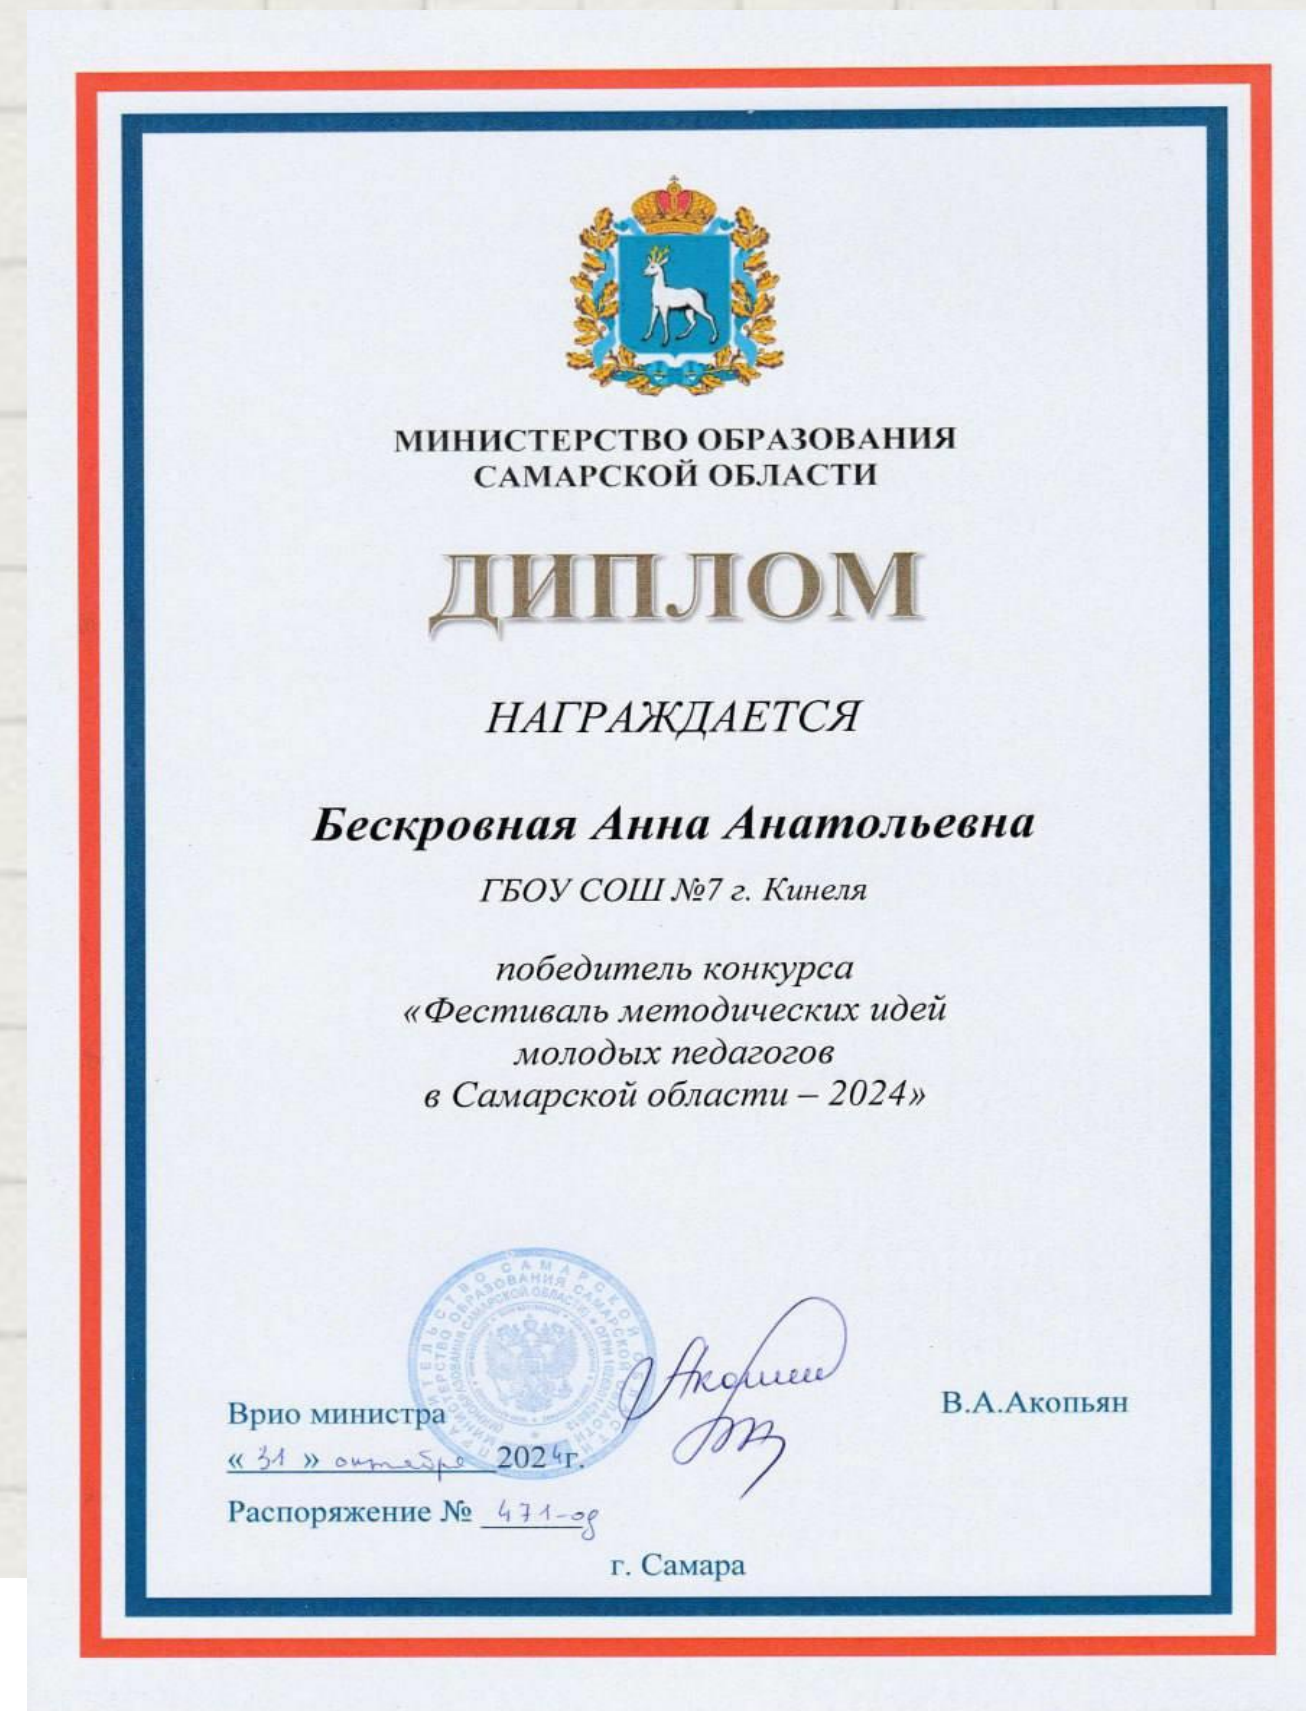 МИНИСТЕРСТВО ОБРАЗОВАНИЯ
САМАРСКОЙ ОБЛАСТИ
ДИПЛОМ
НАГРАЖДАЕТСЯ
Бескровная Анна Анатольевна
ГБОУ СОШ №7 г. Кинеля
победитель конкурса
«Фестиваль методических идей
молодых педагогов
в Самарской области – 2024»
Врио министра
В.А.Акопьян
« 31 » октября 2024г.
Распоряжение № 471-од
г. Самара